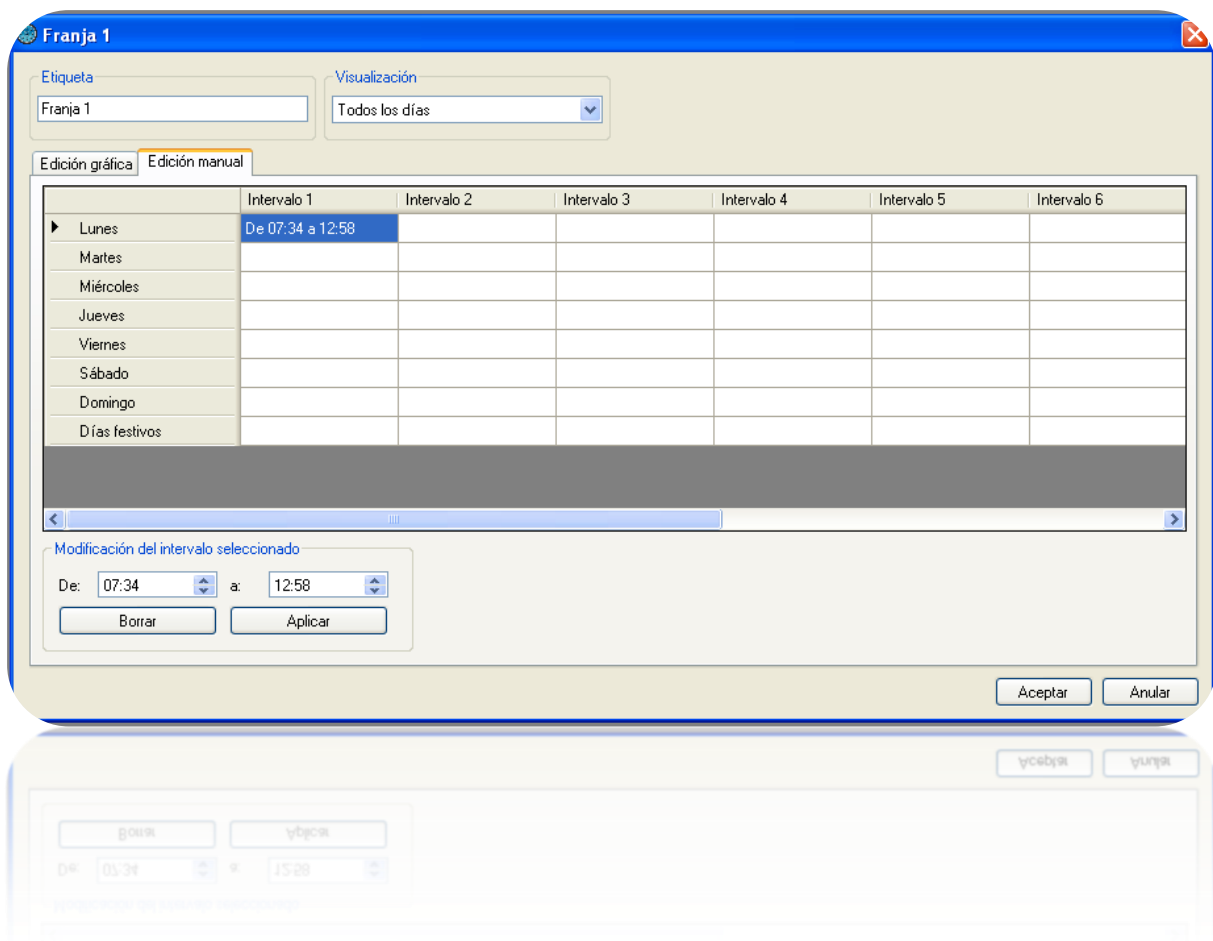 Franja 1
Etiqueta Visualización
Franja 1 Todos los días
Edición gráfica Edición manual
Intervalo 1 Intervalo 2 Intervalo 3 Intervalo 4 Intervalo 5 Intervalo 6
Lunes De 07:34 a 12:58
Martes
Miércoles
Jueves
Viernes
Sábado
Domingo
Días festivos
Modificación del intervalo seleccionado
De: 07:34 a: 12:58
Borrar Aplicar
Aceptar Anular